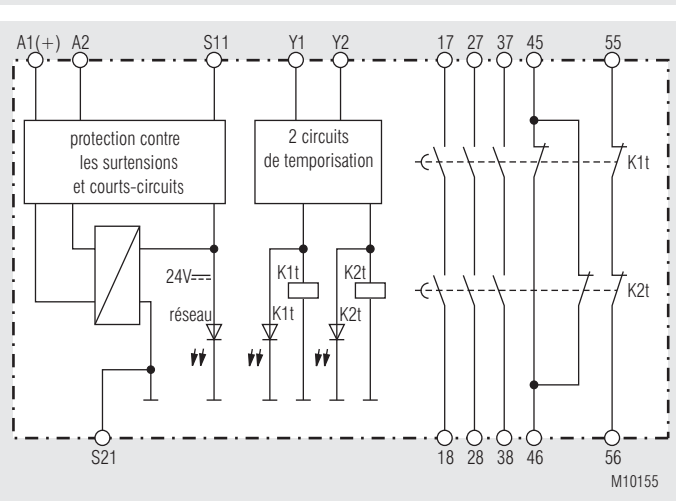 A1(+) A2 S11 Y1 Y2 17 27 37 45 55
protection contre
les surtensions
et courts-circuits
2 circuits
de temporisation
K1t
24V
K1t K2t
K2t
réseau K1t K2t
S21 18 28 38 46 56
M10155